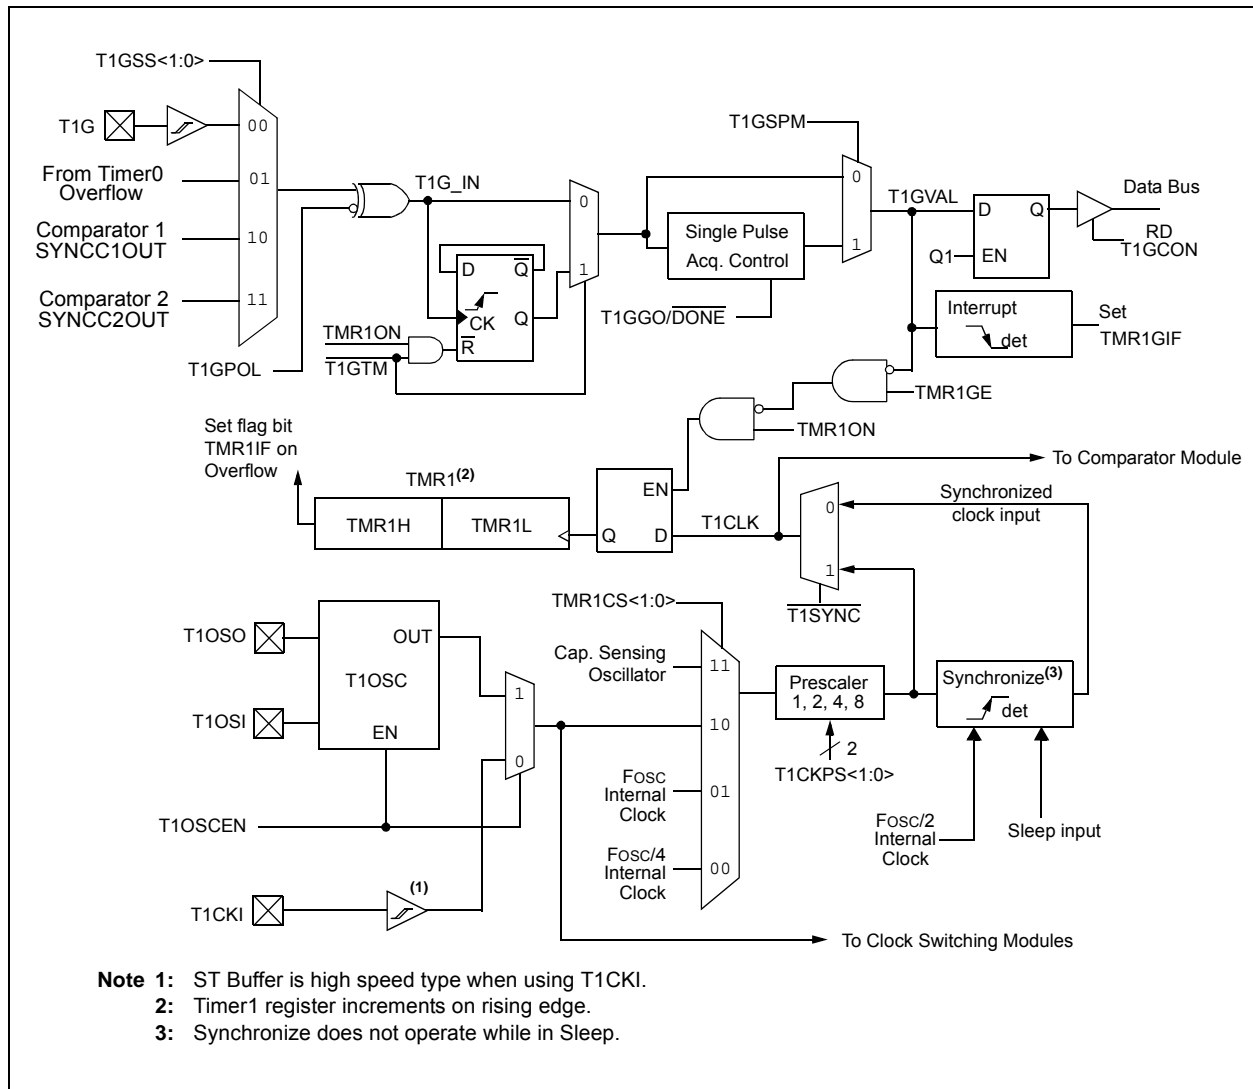 T1GSS<1:0>
T1G
00
From Timer0
Overflow
01
Comparator 1
SYNCC1OUT
10
Comparator 2
SYNCC2OUT
11
T1GPOL
T1G_IN
D
Q
CK
Q
R
TMR1ON
T1GTM
0
1
T1GSPM
Single Pulse
Acq. Control
T1GGO/DONE
0
1
T1GVAL
D
Q
Q1
EN
Data Bus
RD
T1GCON
Interrupt
det
Set
TMR1GIF
TMR1GE
TMR1ON
Set flag bit
TMR1IF on
Overflow
TMR1(2)
TMR1H
TMR1L
EN
Q
D
T1CLK
To Comparator Module
Synchronized
clock input
0
1
T1SYNC
T1OSO
T1OSI
OUT
T1OSC
EN
T1OSCEN
T1CKI
(1)
1
0
TMR1CS<1:0>
Cap. Sensing
Oscillator
11
10
FOSC
Internal
Clock
01
FOSC/4
Internal
Clock
00
Prescaler
1, 2, 4, 8
2
T1CKPS<1:0>
Synchronize(3)
det
FOSC/2
Internal
Clock
Sleep input
To Clock Switching Modules
Note 1: ST Buffer is high speed type when using T1CKI.
2: Timer1 register increments on rising edge.
3: Synchronize does not operate while in Sleep.